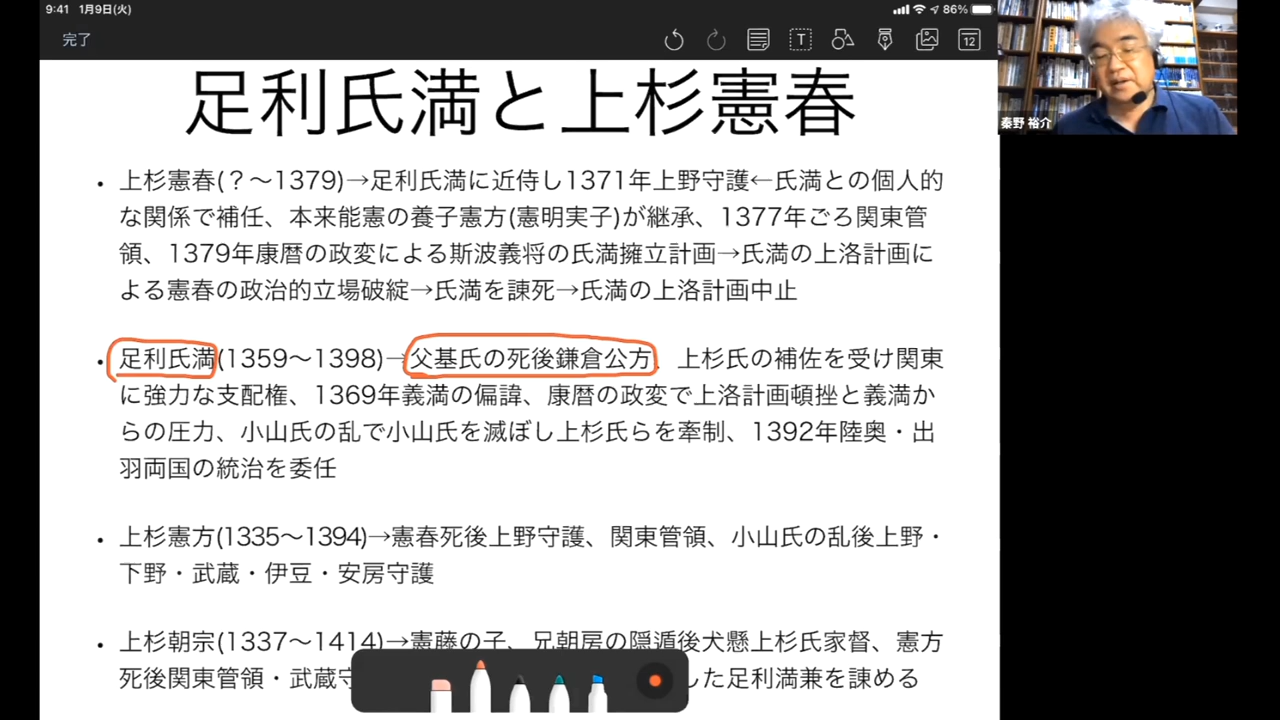 9:41 1月9日(火)
86%
完了
T
12
足利氏満と上杉憲春
秦野 裕介
・上杉憲春(？〜1379)→足利氏満に近侍し1371年上野守護←氏満との個人的
な関係で補任、本来能憲の養子憲方(憲明実子)が継承、1377年ごろ関東管
領、1379年康暦の政変による斯波義将の氏満擁立計画→氏満の上洛計画に
よる憲春の政治的立場破綻→氏満を諌死→氏満の上洛計画中止
・足利氏満(1359〜1398)→父基氏の死後鎌倉公方、上杉氏の補佐を受け関東
に強力な支配権、1369年義満の偏諱、康暦の政変で上洛計画頓挫と義満か
らの圧力、小山氏の乱で小山氏を滅ぼし上杉氏らを牽制、1392年陸奥・出
羽両国の統治を委任
・上杉憲方(1335〜1394)→憲春死後上野守護、関東管領、小山氏の乱後上野・
下野・武蔵・伊豆・安房守護
・上杉朝宗(1337〜1414)→憲藤の子、兄朝房の隠遁後犬懸上杉氏家督、憲方
死後関東管領・武蔵守 した足利満兼を諌める